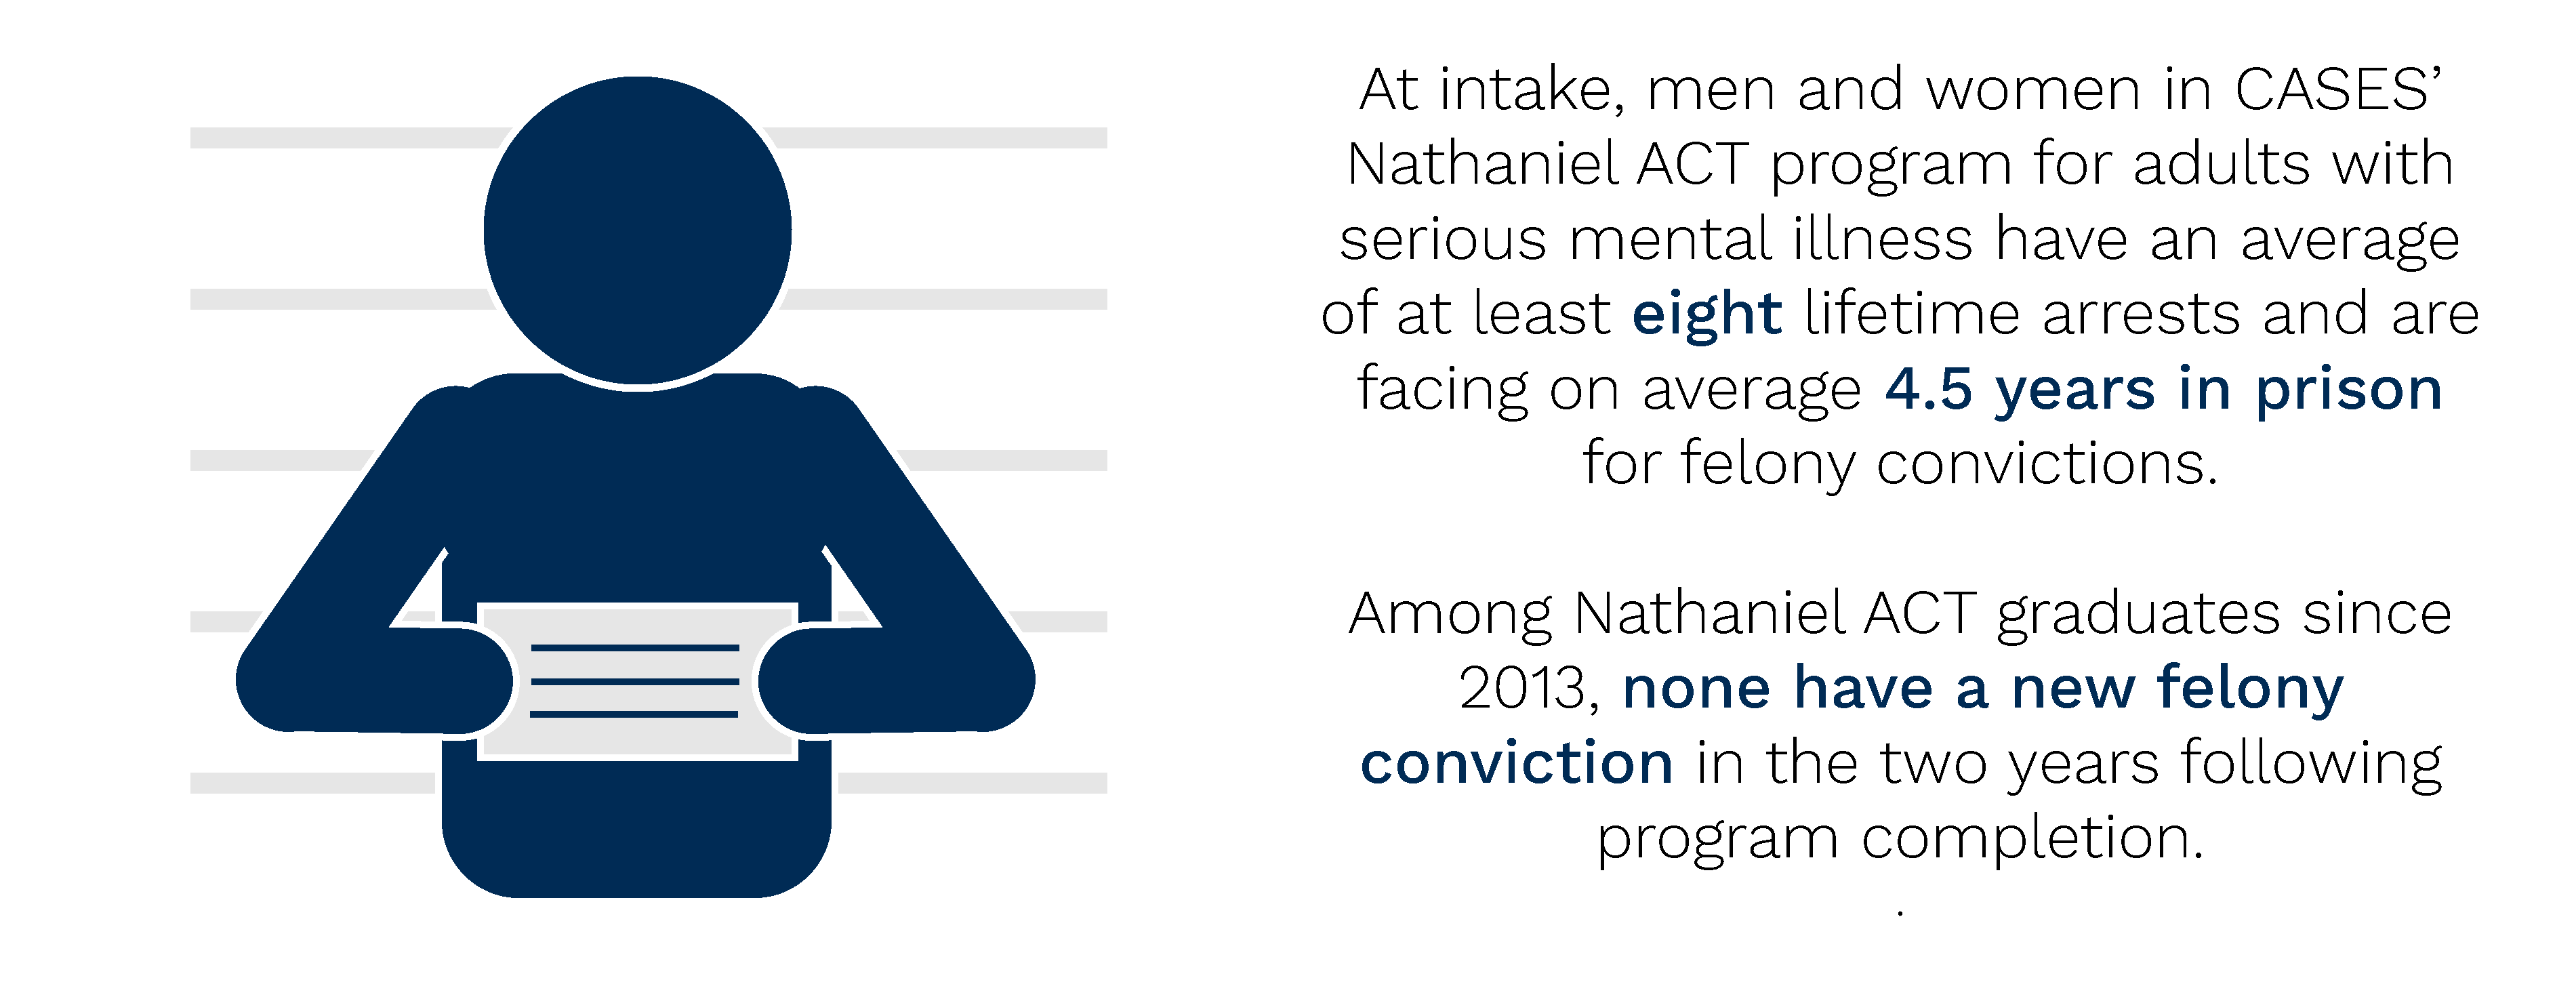 At intake, men and women in CASES’
Nathaniel ACT program for adults with
serious mental illness have an average
of at least eight lifetime arrests and are
facing on average 4.5 years in prison
for felony convictions.
Among Nathaniel ACT graduates since
2013, none have a new felony
conviction in the two years following
program completion.
.